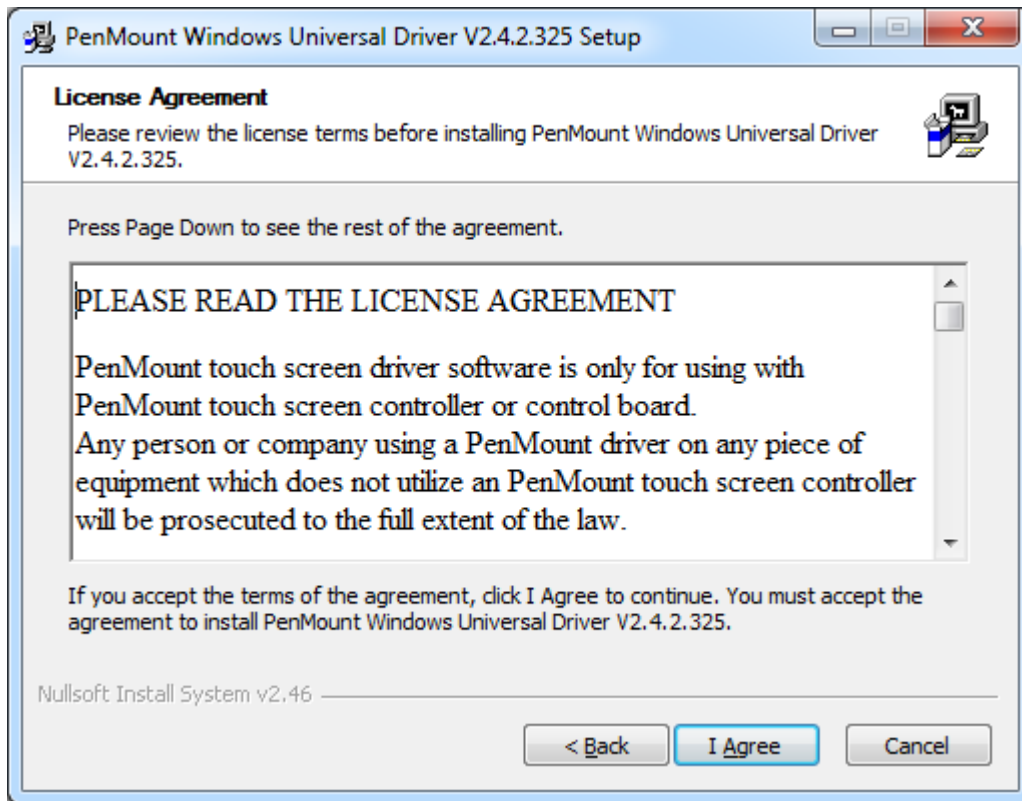 PenMount Windows Universal Driver V2.4.2.325 Setup
License Agreement
Please review the license terms before installing PenMount Windows Universal Driver
V2.4.2.325.
Press Page Down to see the rest of the agreement.
PLEASE READ THE LICENSE AGREEMENT
PenMount touch screen driver software is only for using with
PenMount touch screen controller or control board.
Any person or company using a PenMount driver on any piece of
equipment which does not utilize an PenMount touch screen controller
will be prosecuted to the full extent of the law.
If you accept the terms of the agreement, click I Agree to continue. You must accept the
agreement to install PenMount Windows Universal Driver V2.4.2.325.
Nullsoft Install System v2.46
< Back I Agree Cancel